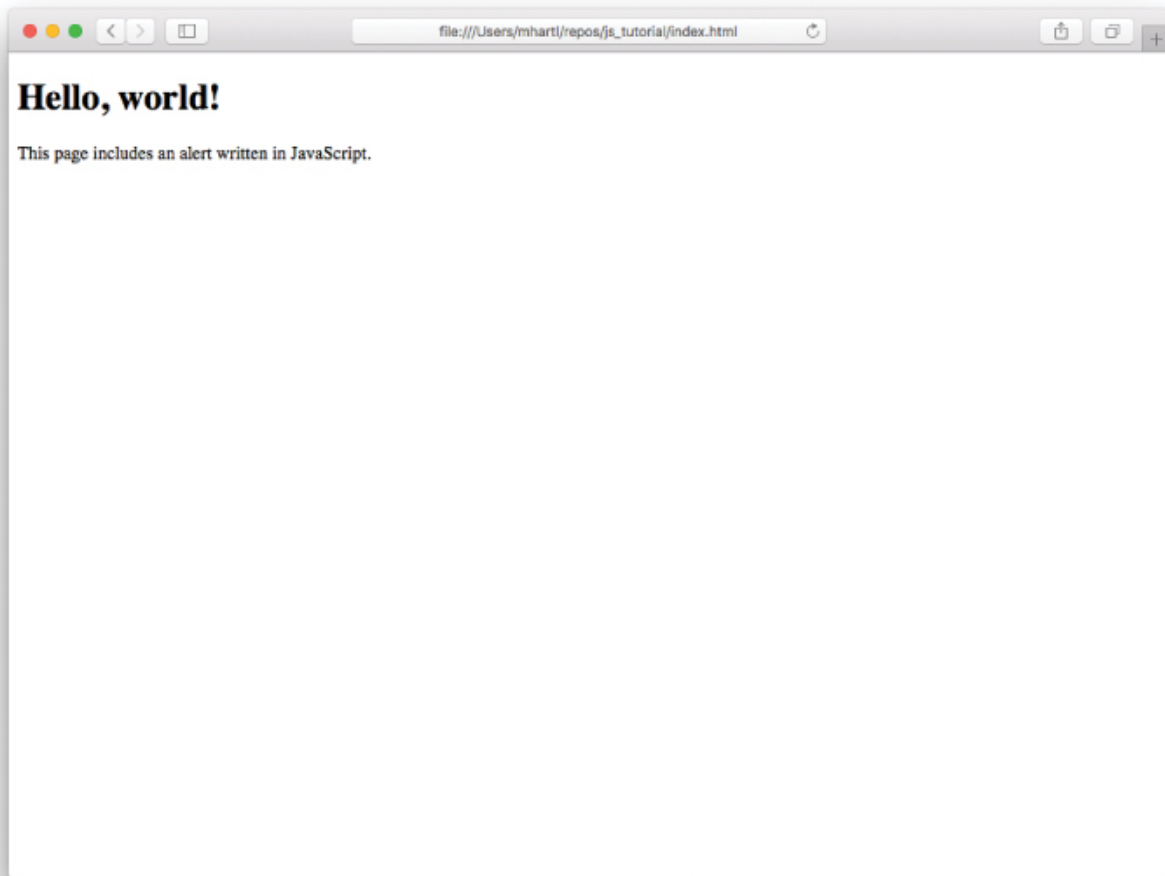 file:///Users/mhartl/repos/js_tutorial/index.html
Hello, world!
This page includes an alert written in JavaScript.